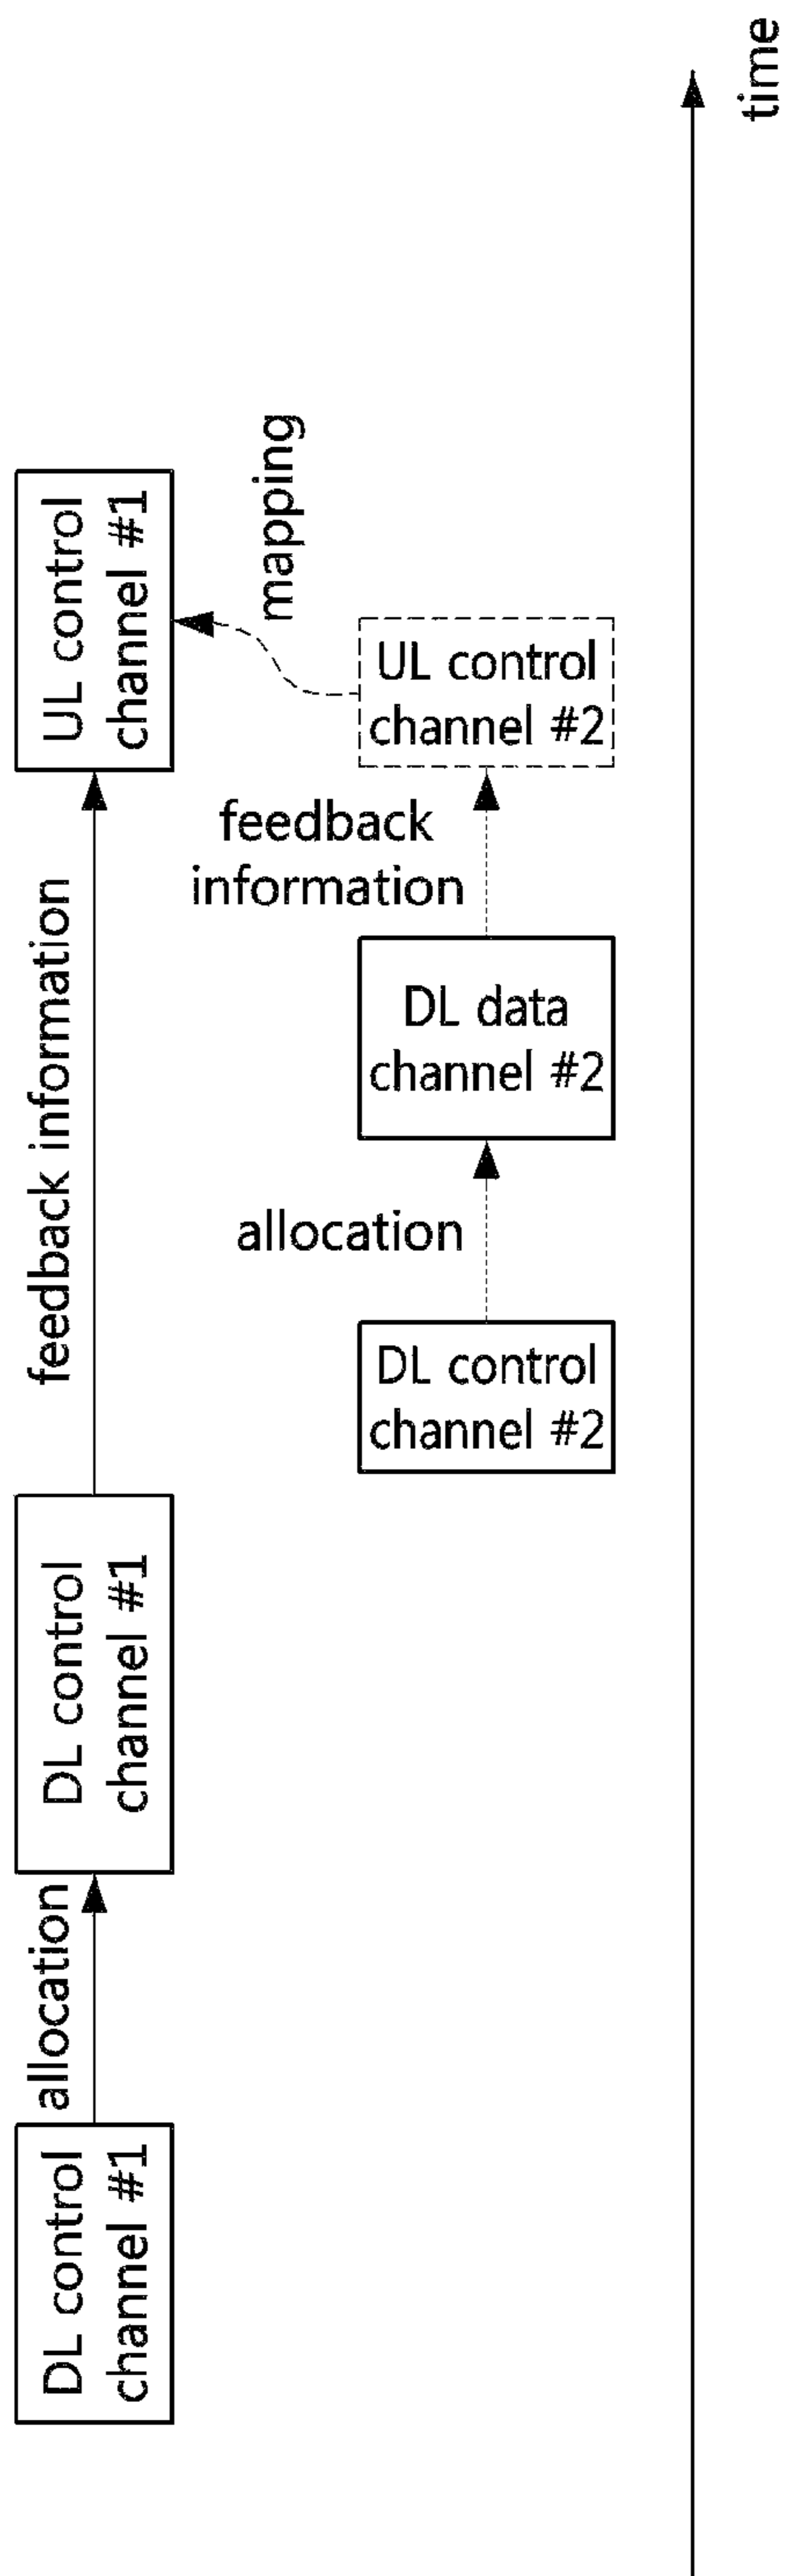 DL control
channel #1
allocation
DL control
channel #1
feedback information
UL control
channel #1
mapping
DL control
channel #2
allocation
DL data
channel #2
feedback
information
UL control
channel #2
time